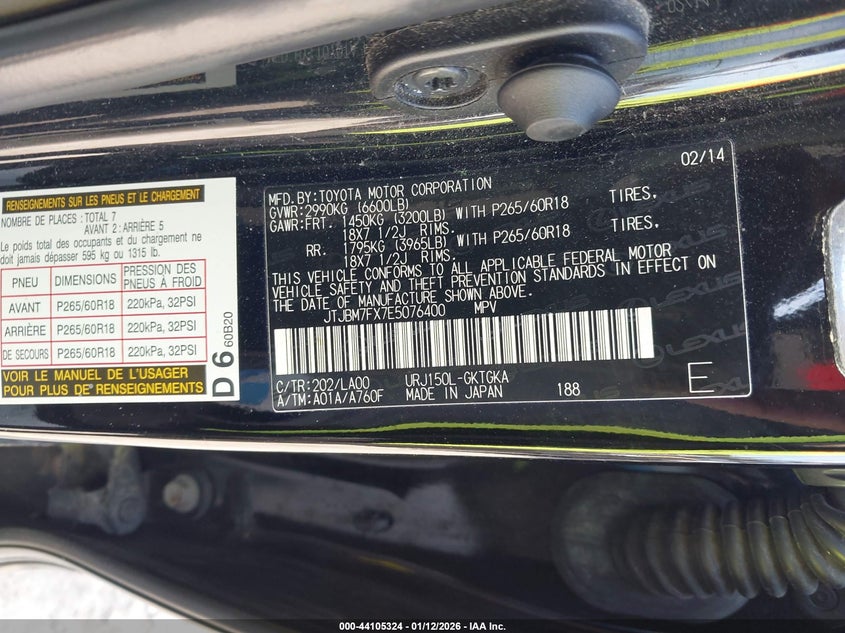 RENSEIGNEMENTS SUR LES PNEUS ET LE CHARGEMENT
NOMBRE DE PLACES: TOTAL 7
AVANT 2: ARRIÈRE 5
Le poids total des occupants et du chargement ne
doit jamais dépasser 595 kg ou 1315 lb.
PNEU DIMENSIONS PRESSION DES PNEUS À FROID
AVANT P265/60R18 220kPa, 32PSI
ARRIÈRE P265/60R18 220kPa, 32PSI
DE SECOURS P265/60R18 220kPa, 32PSI
VOIR LE MANUEL DE L'USAGER
POUR PLUS DE RENSEIGNEMENTS
D6
60B20
02/14
MFD.BY:TOYOTA MOTOR CORPORATION
GVWR:2990KG (6600LB)
GAWR:FRT. 1450KG (3200LB) WITH P265/60R18 TIRES.
18X7 1/2J RIMS.
RR. 1795KG (3965LB) WITH P265/60R18 TIRES.
18X7 1/2J RIMS.
THIS VEHICLE CONFORMS TO ALL APPLICABLE FEDERAL MOTOR
VEHICLE SAFETY AND THEFT PREVENTION STANDARDS IN EFFECT ON
THE DATE OF MANUFACTURE SHOWN ABOVE.
JTJBM7FX7E5076400 MPV
LEXUS
LEXUS
C/TR:202/LA00 URJ150L-GKTGKA
A/TM:A01A/A760F MADE IN JAPAN 188 E
000-44105324 - 01/12/2026 - IAA Inc.